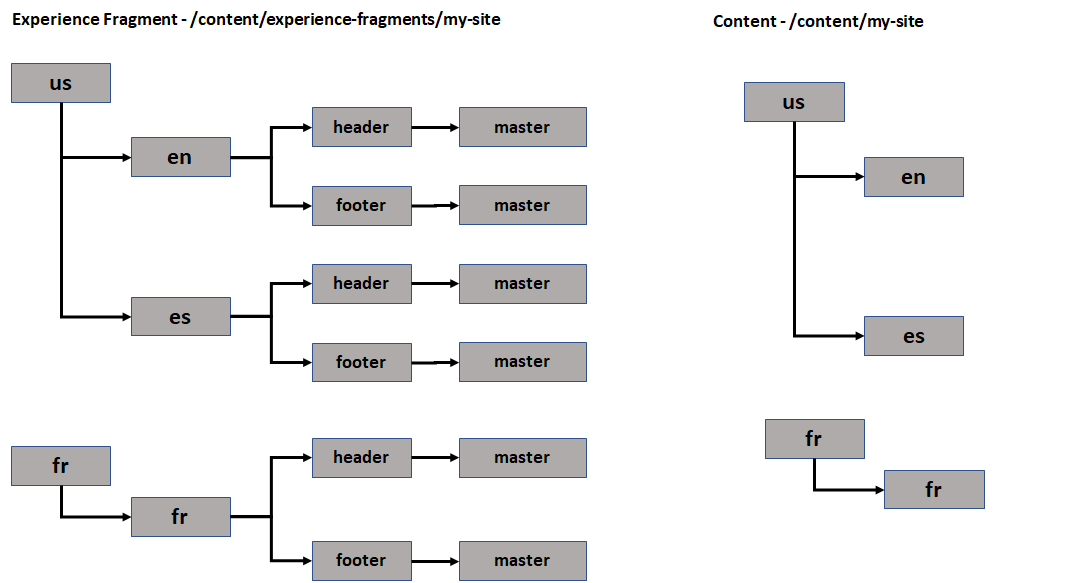 Experience Fragment - /content/experience-fragments/my-site
us
en
header
master
footer
master
es
header
master
footer
master
fr
fr
header
master
footer
master
Content - /content/my-site
us
en
es
fr
fr